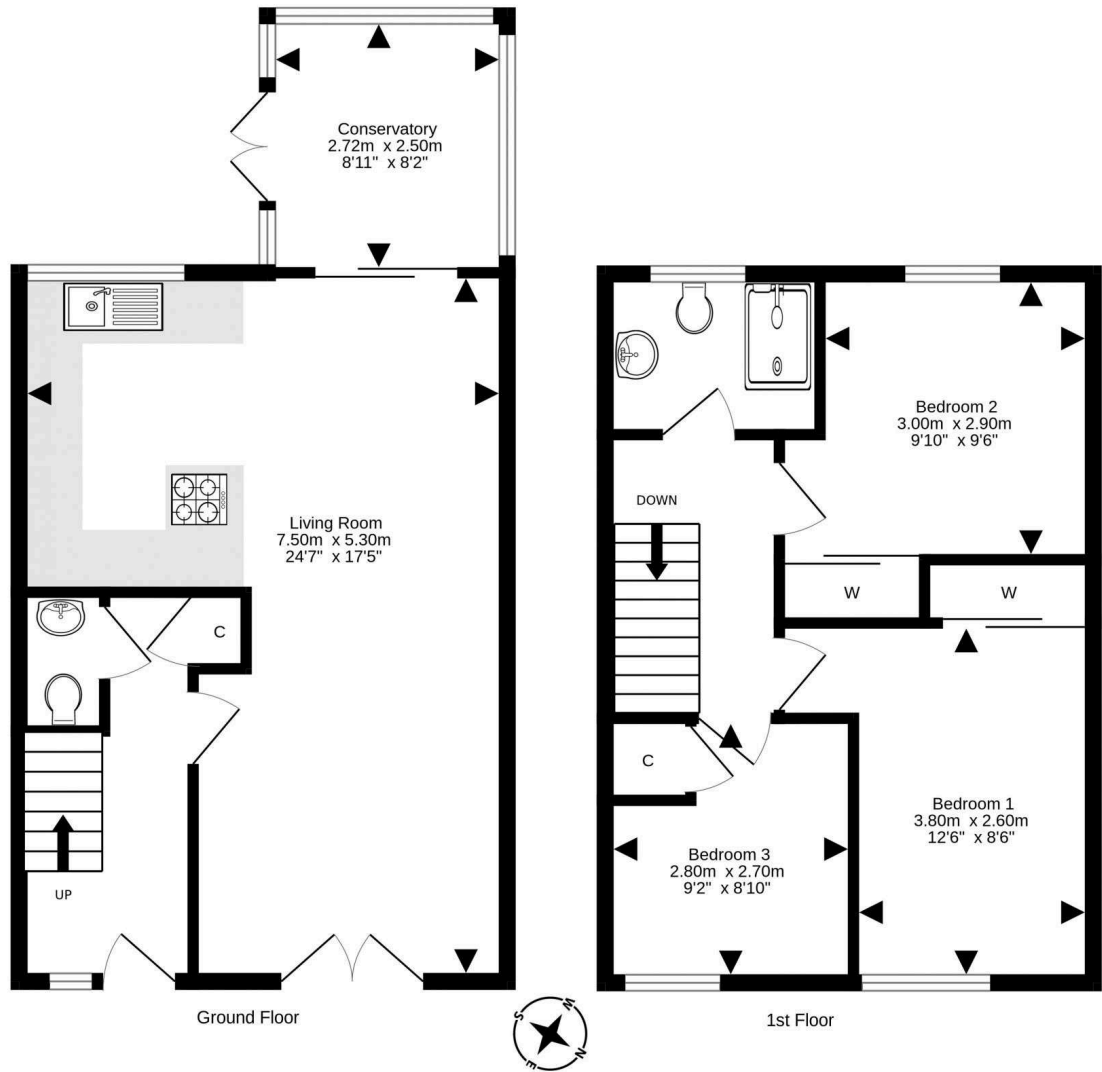 Conservatory
2.72m x 2.50m
8'11" x 8'2"
Living Room
7.50m x 5.30m
24'7" x 17'5"
C
UP
Ground Floor
DOWN
Bedroom 2
3.00m x 2.90m
9'10" x 9'6"
W
W
C
Bedroom 1
3.80m x 2.60m
12'6" x 8'6"
Bedroom 3
2.80m x 2.70m
9'2" x 8'10"
1st Floor
S
W
E
N